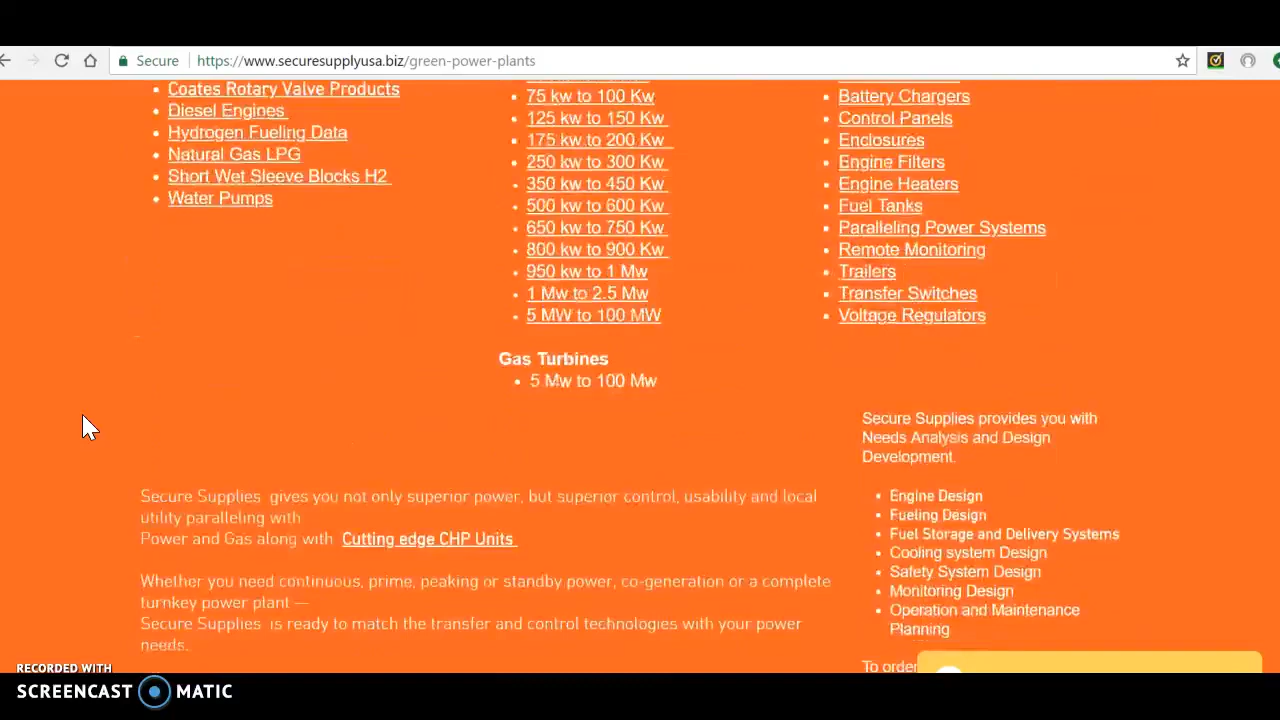 Secure
https://www.securesupplyusa.biz/green-power-plants
Coates Rotary Valve Products
Diesel Engines
Hydrogen Fueling Data
Natural Gas LPG
Short Wet Sleeve Blocks H2
Water Pumps
75 kw to 100 Kw
125 kw to 150 Kw
175 kw to 200 Kw
250 kw to 300 Kw
350 kw to 450 Kw
500 kw to 600 Kw
650 kw to 750 Kw
800 kw to 900 Kw
950 kw to 1 Mw
1 Mw to 2.5 Mw
5 MW to 100 MW
Gas Turbines
5 Mw to 100 Mw
Battery Chargers
Control Panels
Enclosures
Engine Filters
Engine Heaters
Fuel Tanks
Paralleling Power Systems
Remote Monitoring
Trailers
Transfer Switches
Voltage Regulators
Secure Supplies gives you not only superior power, but superior control, usability and local
utility paralleling with
Power and Gas along with Cutting edge CHP Units
Whether you need continuous, prime, peaking or standby power, co-generation or a complete
turnkey power plant —
Secure Supplies is ready to match the transfer and control technologies with your power
needs.
Secure Supplies provides you with
Needs Analysis and Design
Development.
Engine Design
Fueling Design
Fuel Storage and Delivery Systems
Cooling system Design
Safety System Design
Monitoring Design
Operation and Maintenance
Planning
To order
RECORDED WITH
SCREENCAST MATIC